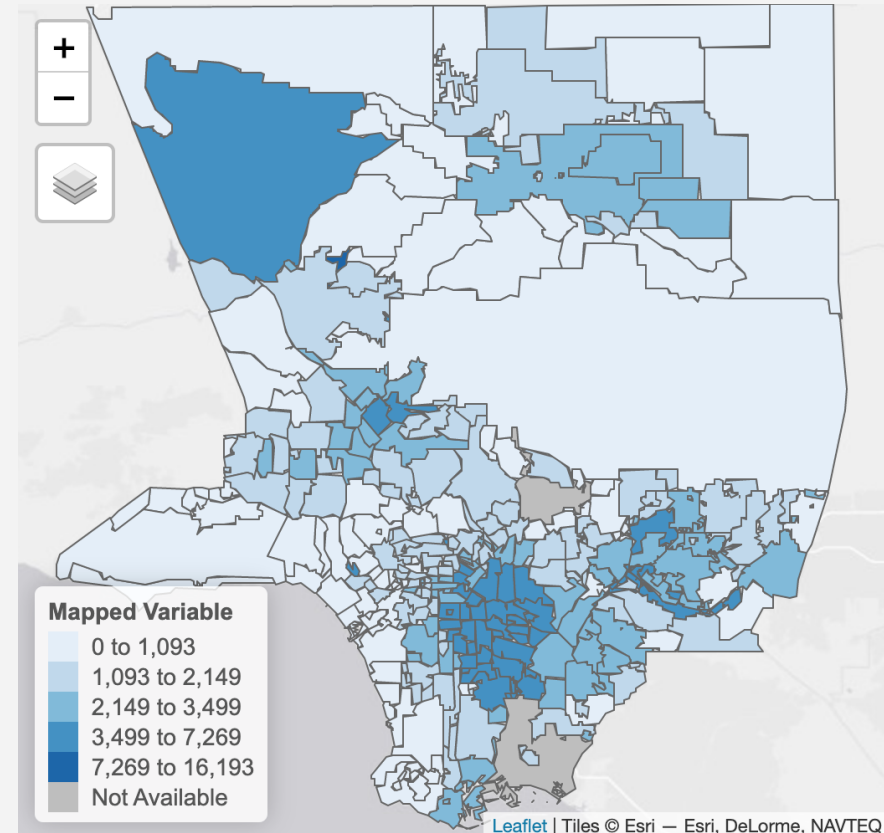 +
−
Mapped Variable
0 to 1,093
1,093 to 2,149
2,149 to 3,499
3,499 to 7,269
7,269 to 16,193
Not Available
Leaflet | Tiles © Esri — Esri, DeLorme, NAVTEQ